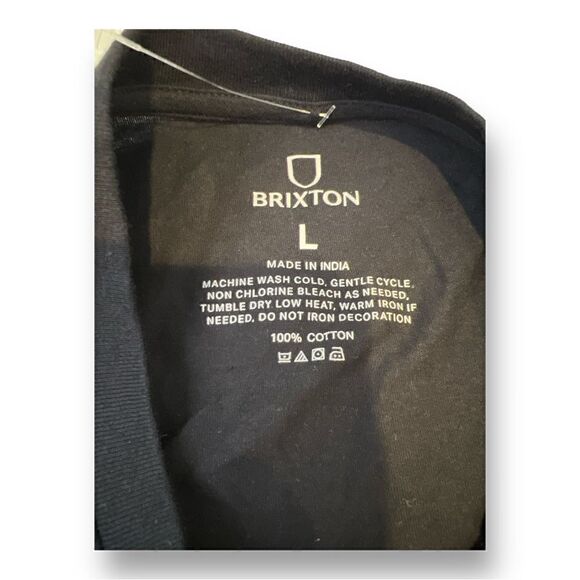 BRIXTON
L
MADE IN INDIA
MACHINE WASH COLD, GENTLE CYCLE,
NON CHLORINE BLEACH AS NEEDED,
TUMBLE DRY LOW HEAT, WARM IRON IF
NEEDED, DO NOT IRON DECORATION
100% COTTON